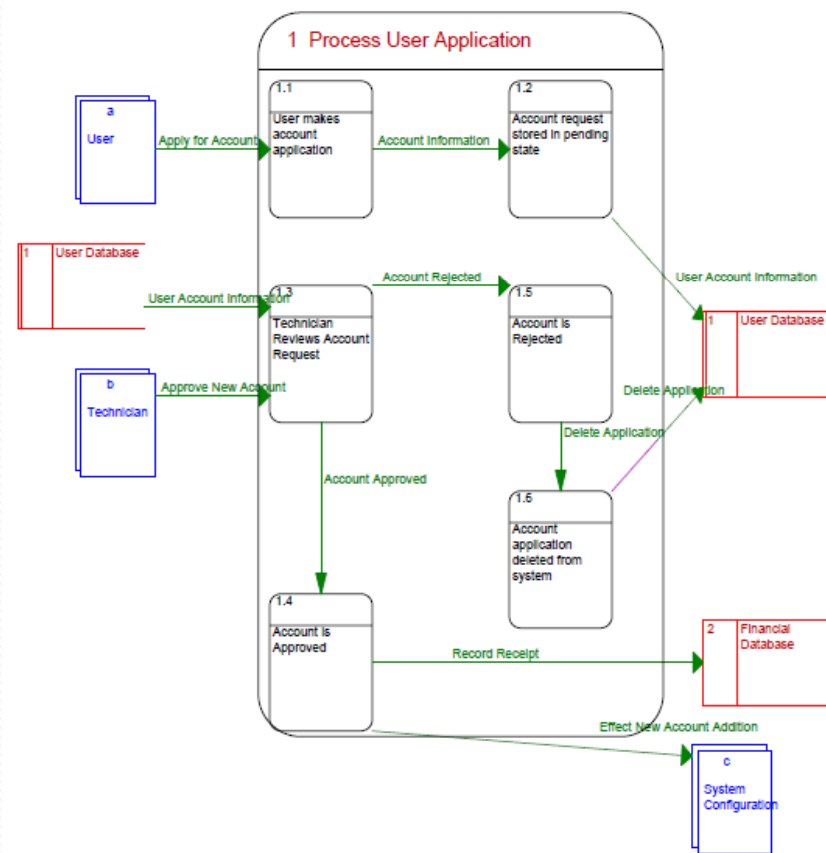 1 Process User Application
1.1
User makes
account
application
1.2
Account request
stored in pending
state
a
User
Apply for Account
Account Information
1
User Database
User Account Information
1.3
Technician
Reviews Account
Request
Account Rejected
1.5
Account is
Rejected
User Account Information
1
User Database
b
Technician
Approve New Account
Delete Application
Delete Application
Account Approved
1.6
Account
application
deleted from
system
1.4
Account is
Approved
Record Receipt
2
Financial
Database
Effect New Account Addition
c
System
Configuration